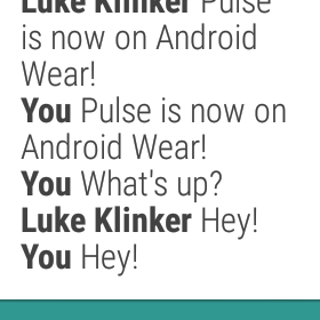 Luke Klinker Pulse
is now on Android
Wear!
You Pulse is now on
Android Wear!
You What's up?
Luke Klinker Hey!
You Hey!